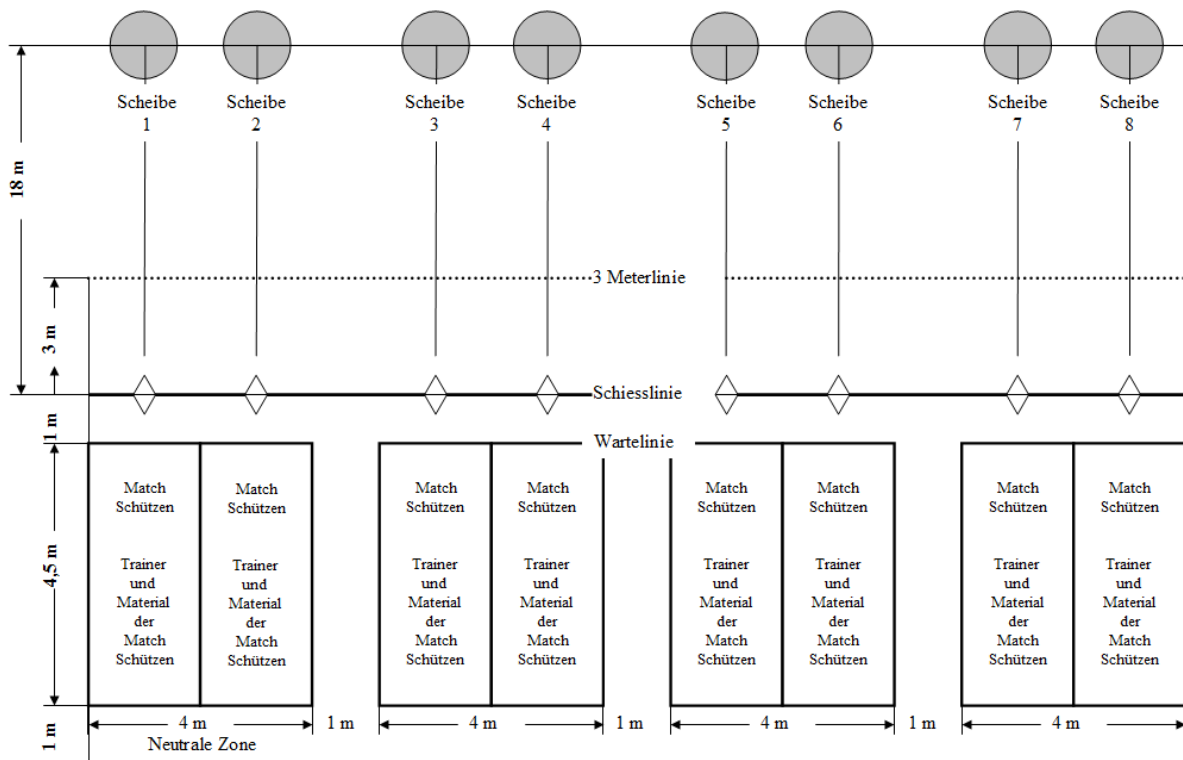 Scheibe Scheibe Scheibe Scheibe Scheibe Scheibe Scheibe Scheibe
1 2 3 4 5 6 7 8
18 m
3 Meterlinie
3 m
Schiesslinie
1 m
Wartelinie
Match Match Match Match Match Match Match Match
Schützen Schützen Schützen Schützen Schützen Schützen Schützen Schützen
4,5 m
Trainer Trainer Trainer Trainer Trainer Trainer Trainer Trainer
und und und und und und und und
Material Material Material Material Material Material Material Material
der der der der der der der der
Match Match Match Match Match Match Match Match
Schützen Schützen Schützen Schützen Schützen Schützen Schützen Schützen
4 m 1 m 4 m 1 m 4 m 1 m 4 m
1 m
Neutrale Zone